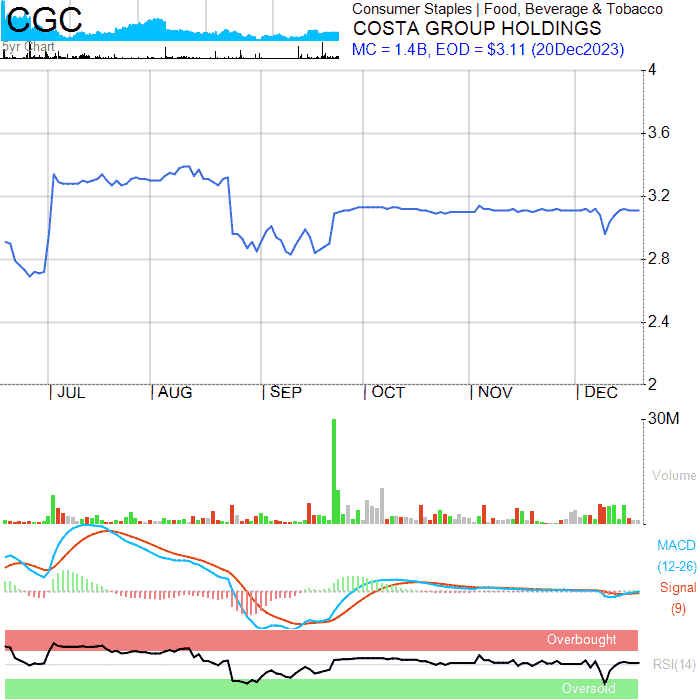 CGC
5yr Chart
Consumer Staples | Food, Beverage & Tobacco
COSTA GROUP HOLDINGS
MC = 1.4B, EOD = $3.11 (20Dec2023)
4
3.6
3.2
2.8
2.4
2
| JUL | AUG | SEP | OCT | NOV | DEC
30M
Volume
MACD
(12-26)
Signal
(9)
Overbought
RSI(14)
Oversold